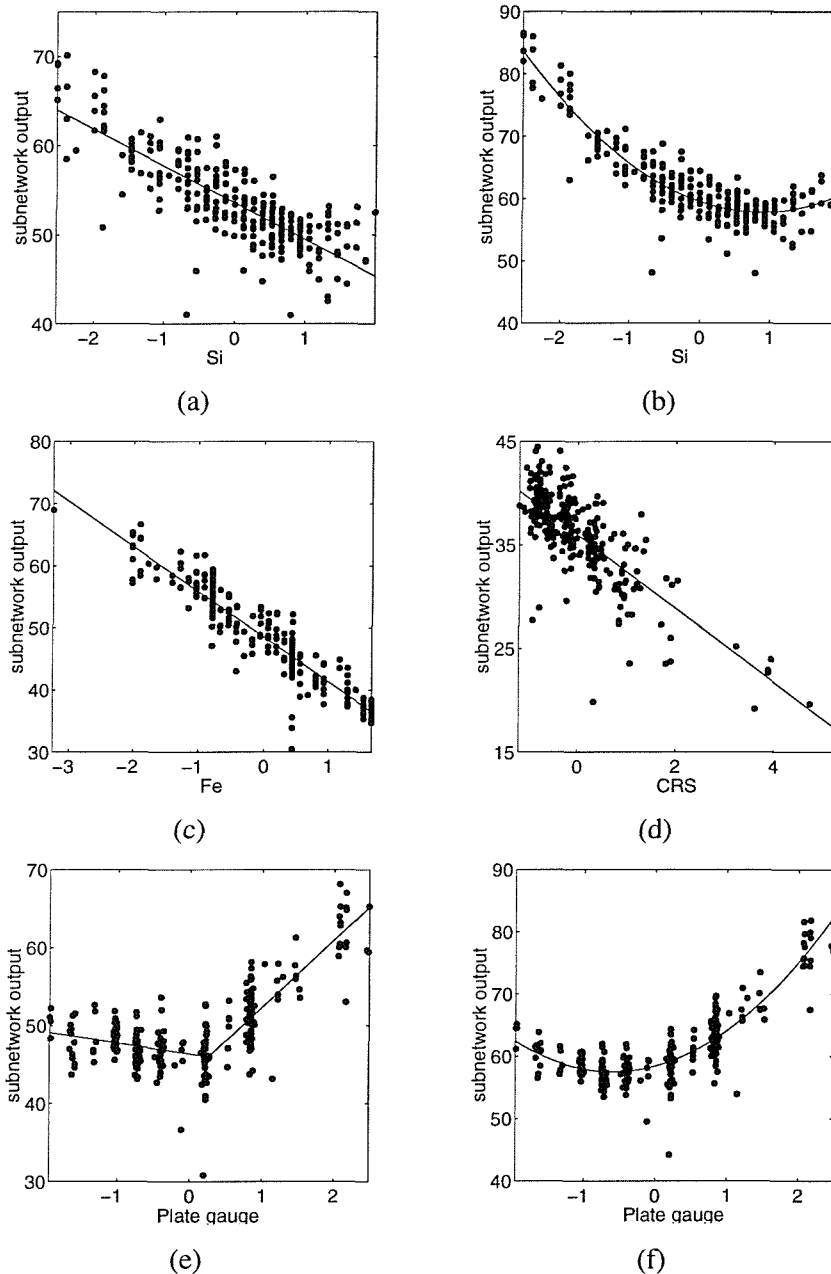 70
60
50
40
subnetwork output
−2 −1 0 1
Si
(a)
90
80
70
60
50
40
subnetwork output
−2 −1 0 1
Si
(b)
80
70
60
50
40
30
subnetwork output
−3 −2 −1 0 1
Fe
(c)
45
35
25
15
subnetwork output
0 2 4
CRS
(d)
70
60
50
40
30
subnetwork output
−1 0 1 2
Plate gauge
(e)
90
80
70
60
50
40
subnetwork output
−1 0 1 2
Plate gauge
(f)